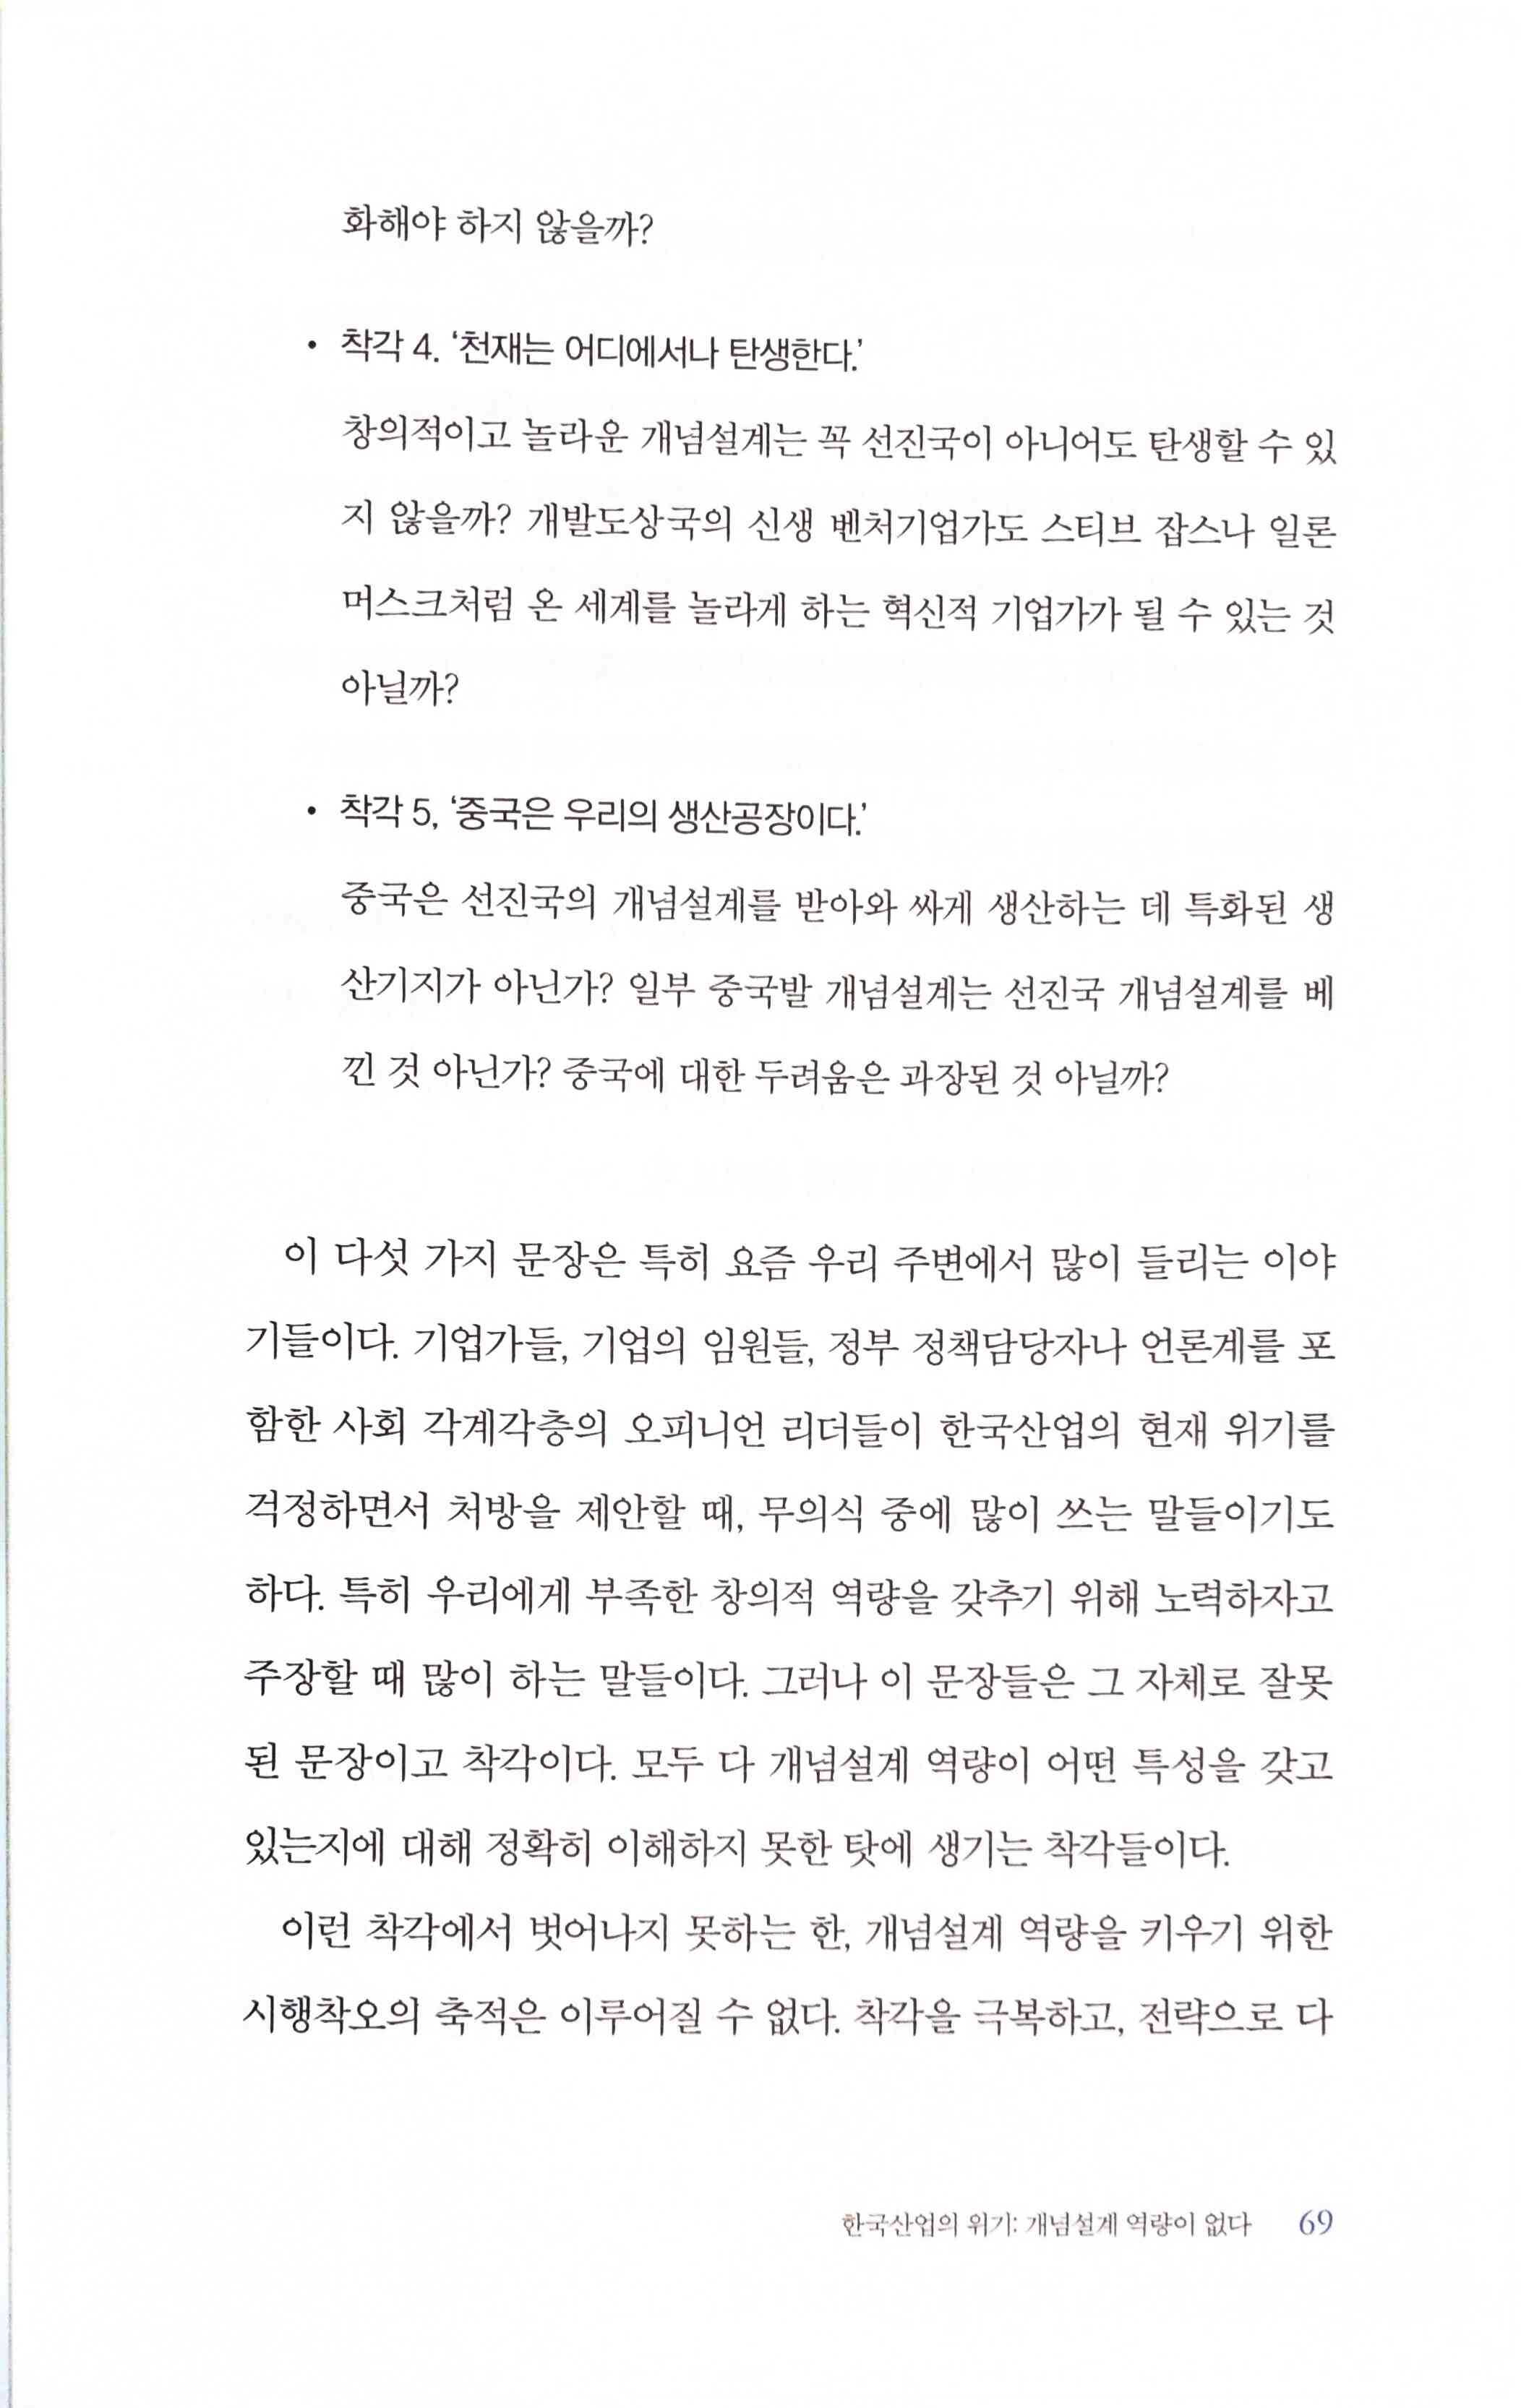 화해야 하지 않을까?
• 착각 4. ‘천재는 어디에서나 탄생한다.’
창의적이고 놀라운 개념설계는 꼭 선진국이 아니어도 탄생할 수 있
지 않을까? 개발도상국의 신생 벤처기업가도 스티브 잡스나 일론
머스크처럼 온 세계를 놀라게 하는 혁신적 기업가가 될 수 있는 것
아닐까?
• 착각 5, ‘중국은 우리의 생산공장이다.’
중국은 선진국의 개념설계를 받아와 싸게 생산하는 데 특화된 생
산기지가 아닌가? 일부 중국발 개념설계는 선진국 개념설계를 베
낀 것 아닌가? 중국에 대한 두려움은 과장된 것 아닐까?
이 다섯 가지 문장은 특히 요즘 우리 주변에서 많이 들리는 이야
기들이다. 기업가들, 기업의 임원들, 정부 정책담당자나 언론계를 포
함한 사회 각계각층의 오피니언 리더들이 한국산업의 현재 위기를
걱정하면서 처방을 제안할 때, 무의식 중에 많이 쓰는 말들이기도
하다. 특히 우리에게 부족한 창의적 역량을 갖추기 위해 노력하자고
주장할 때 많이 하는 말들이다. 그러나 이 문장들은 그 자체로 잘못
된 문장이고 착각이다. 모두 다 개념설계 역량이 어떤 특성을 갖고
있는지에 대해 정확히 이해하지 못한 탓에 생기는 착각들이다.
이런 착각에서 벗어나지 못하는 한, 개념설계 역량을 키우기 위한
시행착오의 축적은 이루어질 수 없다. 착각을 극복하고, 전략으로 다
한국산업의 위기: 개념설계 역량이 없다 69